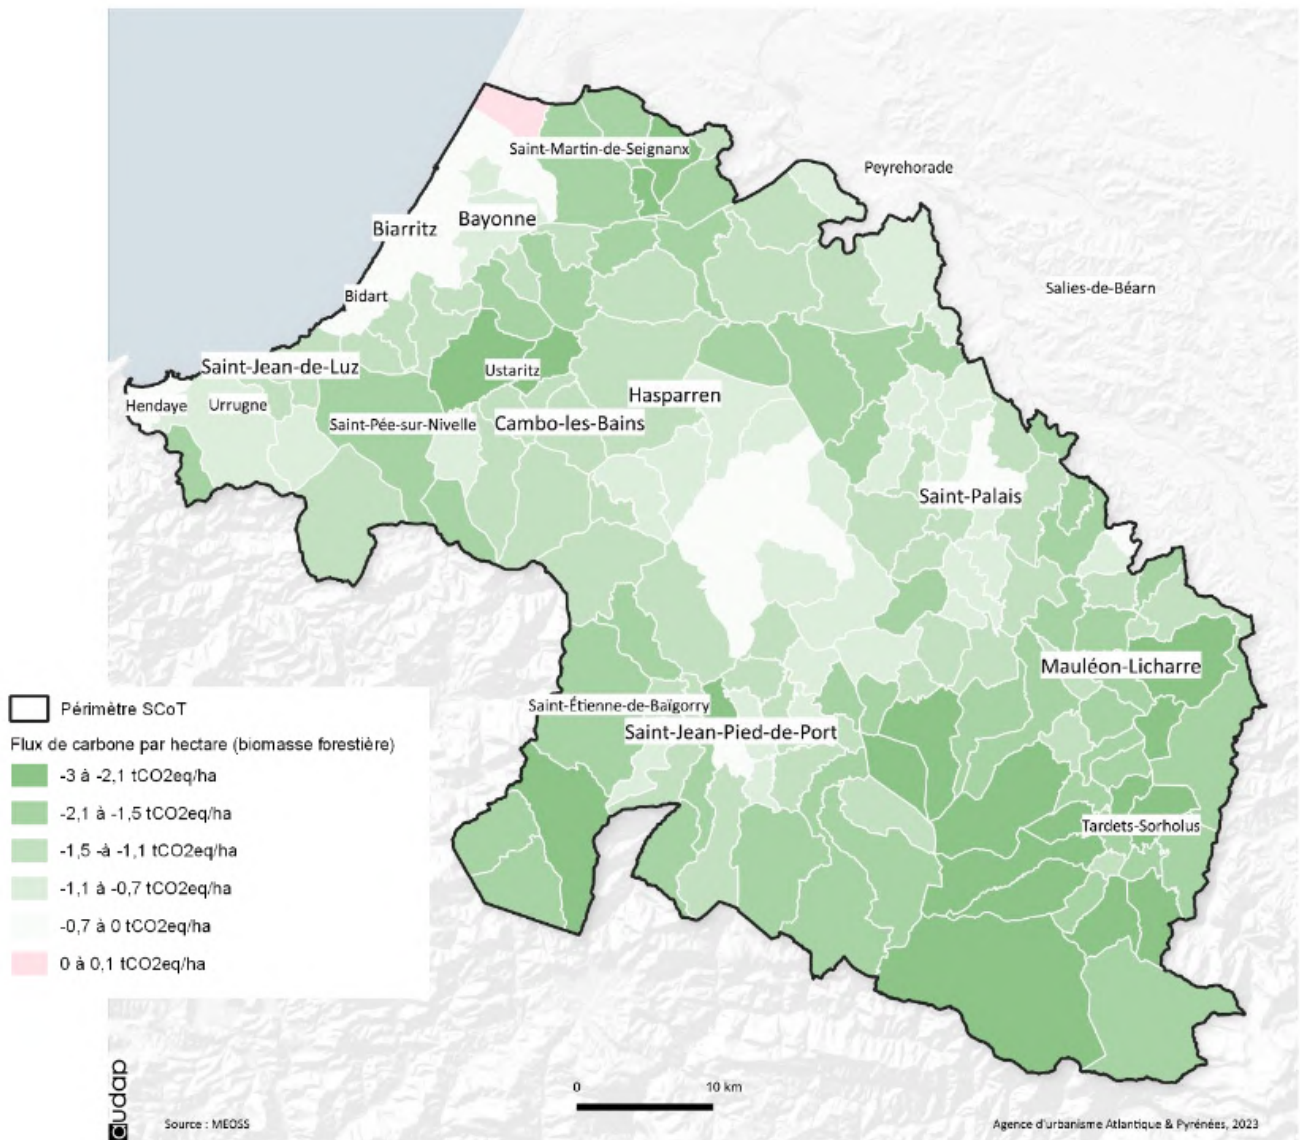 Saint-Martin-de-Seignanx
Peyrehorade
Biarritz
Bayonne
Bidart
Salies-de-Béarn
Saint-Jean-de-Luz
Ustaritz
Hendaye
Urrugne
Hasparren
Saint-Pée-sur-Nivelle
Cambo-les-Bains
Saint-Palais
Mauléon-Licharre
Saint-Étienne-de-Baïgorry
Saint-Jean-Pied-de-Port
Tardets-Sorholus
Périmètre SCoT
Flux de carbone par hectare (biomasse forestière)
-3 à -2,1 tCO2eq/ha
-2,1 à -1,5 tCO2eq/ha
-1,5 -à -1,1 tCO2eq/ha
-1,1 à -0,7 tCO2eq/ha
-0,7 à 0 tCO2eq/ha
0 à 0,1 tCO2eq/ha
0 10 km
audap
Source : MEOSS
Agence d'urbanisme Atlantique & Pyrénées, 2023